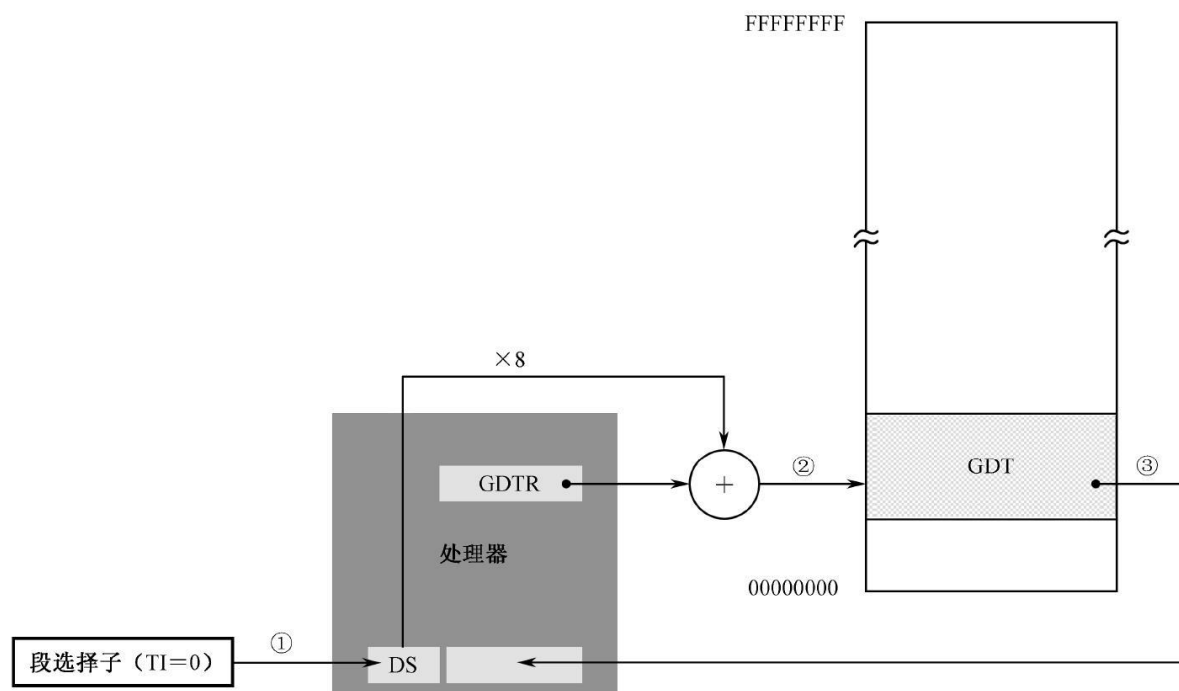 FFFFFFFF
×8
GDTR
+
②
GDT
③
处理器
00000000
①
段选择子（TI＝0）
DS